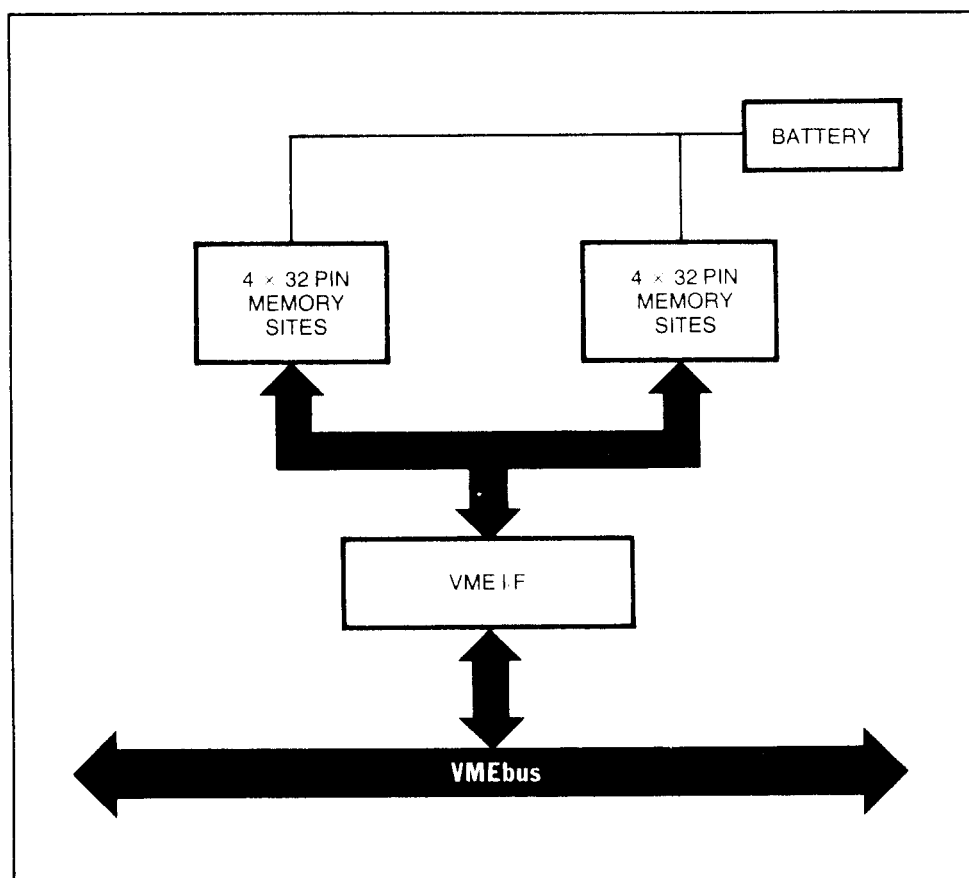 BATTERY
4 × 32 PIN
MEMORY
SITES
4 × 32 PIN
MEMORY
SITES
VME I/F
VMEbus